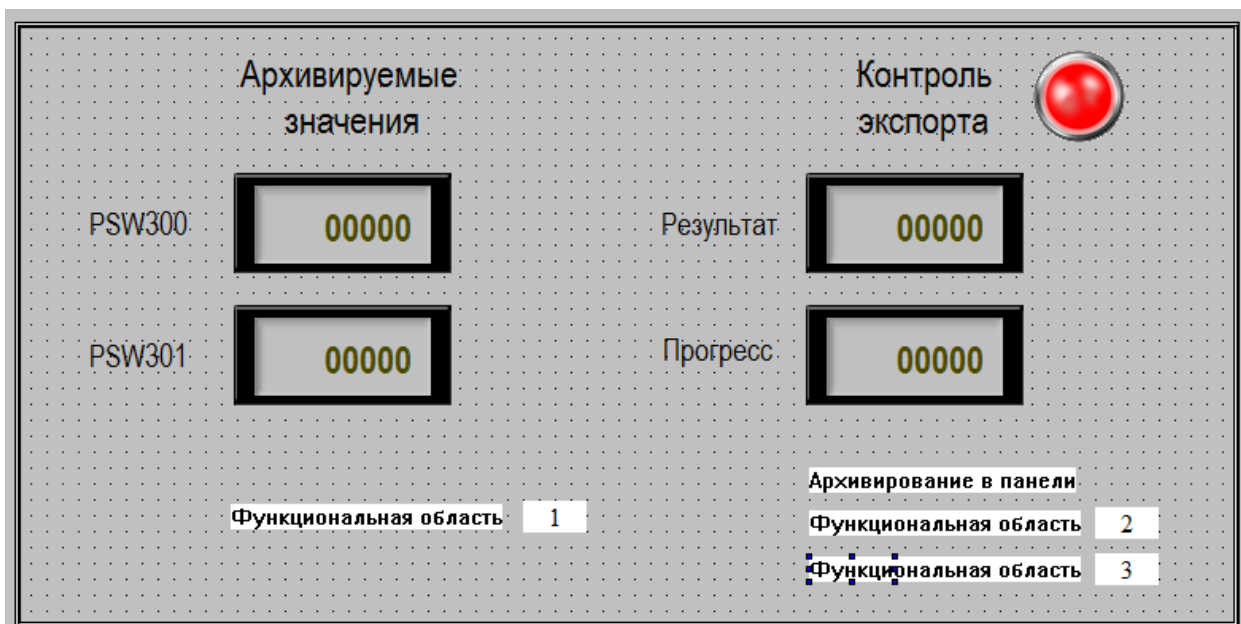 Архивируемые
значения
Контроль
экспорта
PSW300 00000
Результат 00000
PSW301 00000
Прогресс 00000
Архивирование в панели
Функциональная область 1
Функциональная область 2
Функциональная область 3